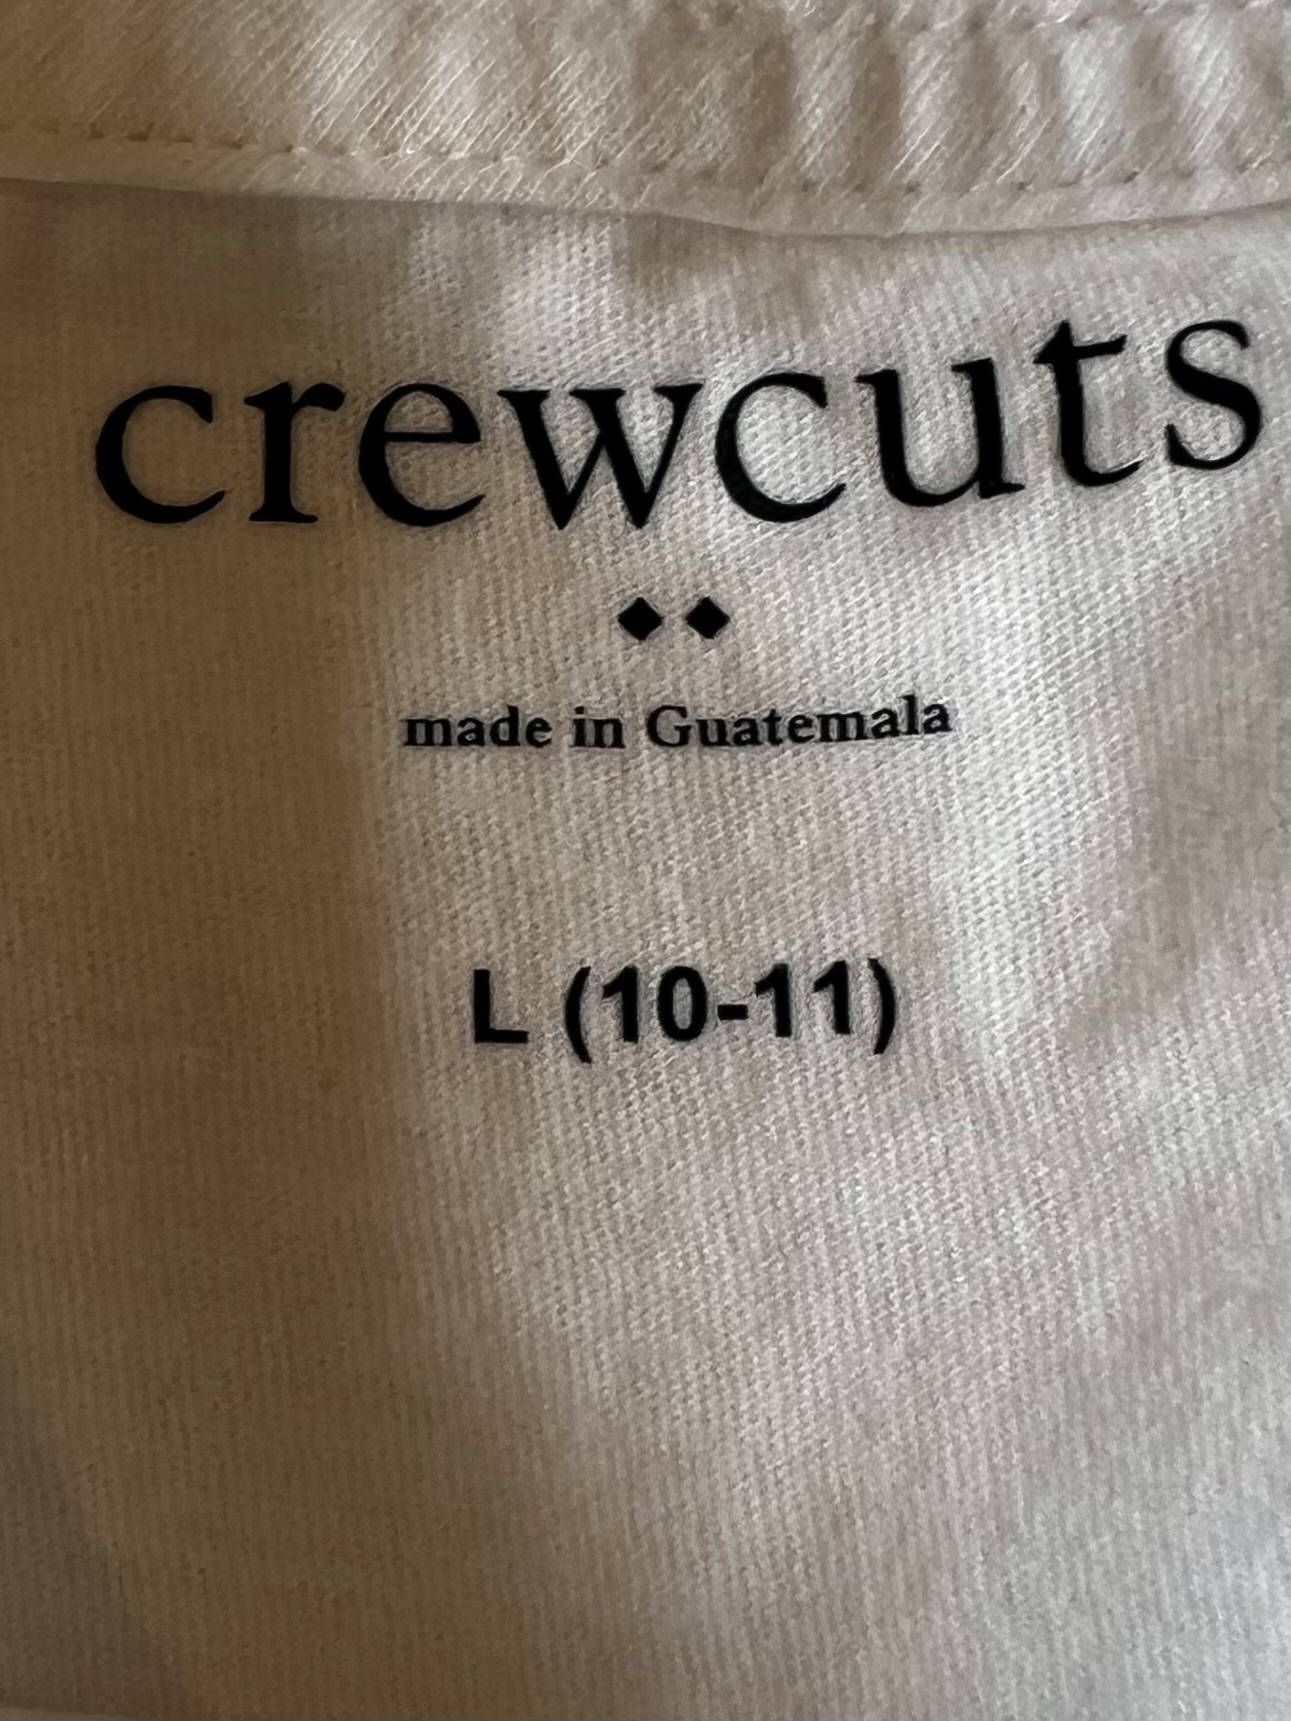 crewcuts
made in Guatemala
L (10-11)